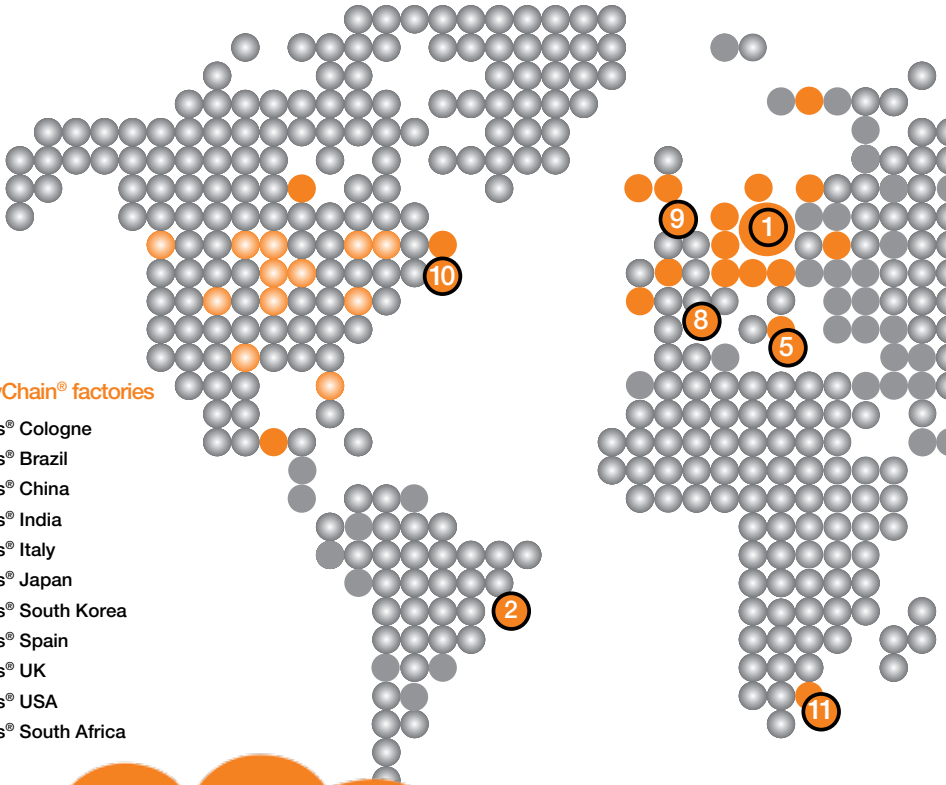 yChain® factories
s® Cologne
s® Brazil
s® China
s® India
s® Italy
s® Japan
s® South Korea
s® Spain
s® UK
s® USA
s® South Africa
1
9
10
8
5
2
11